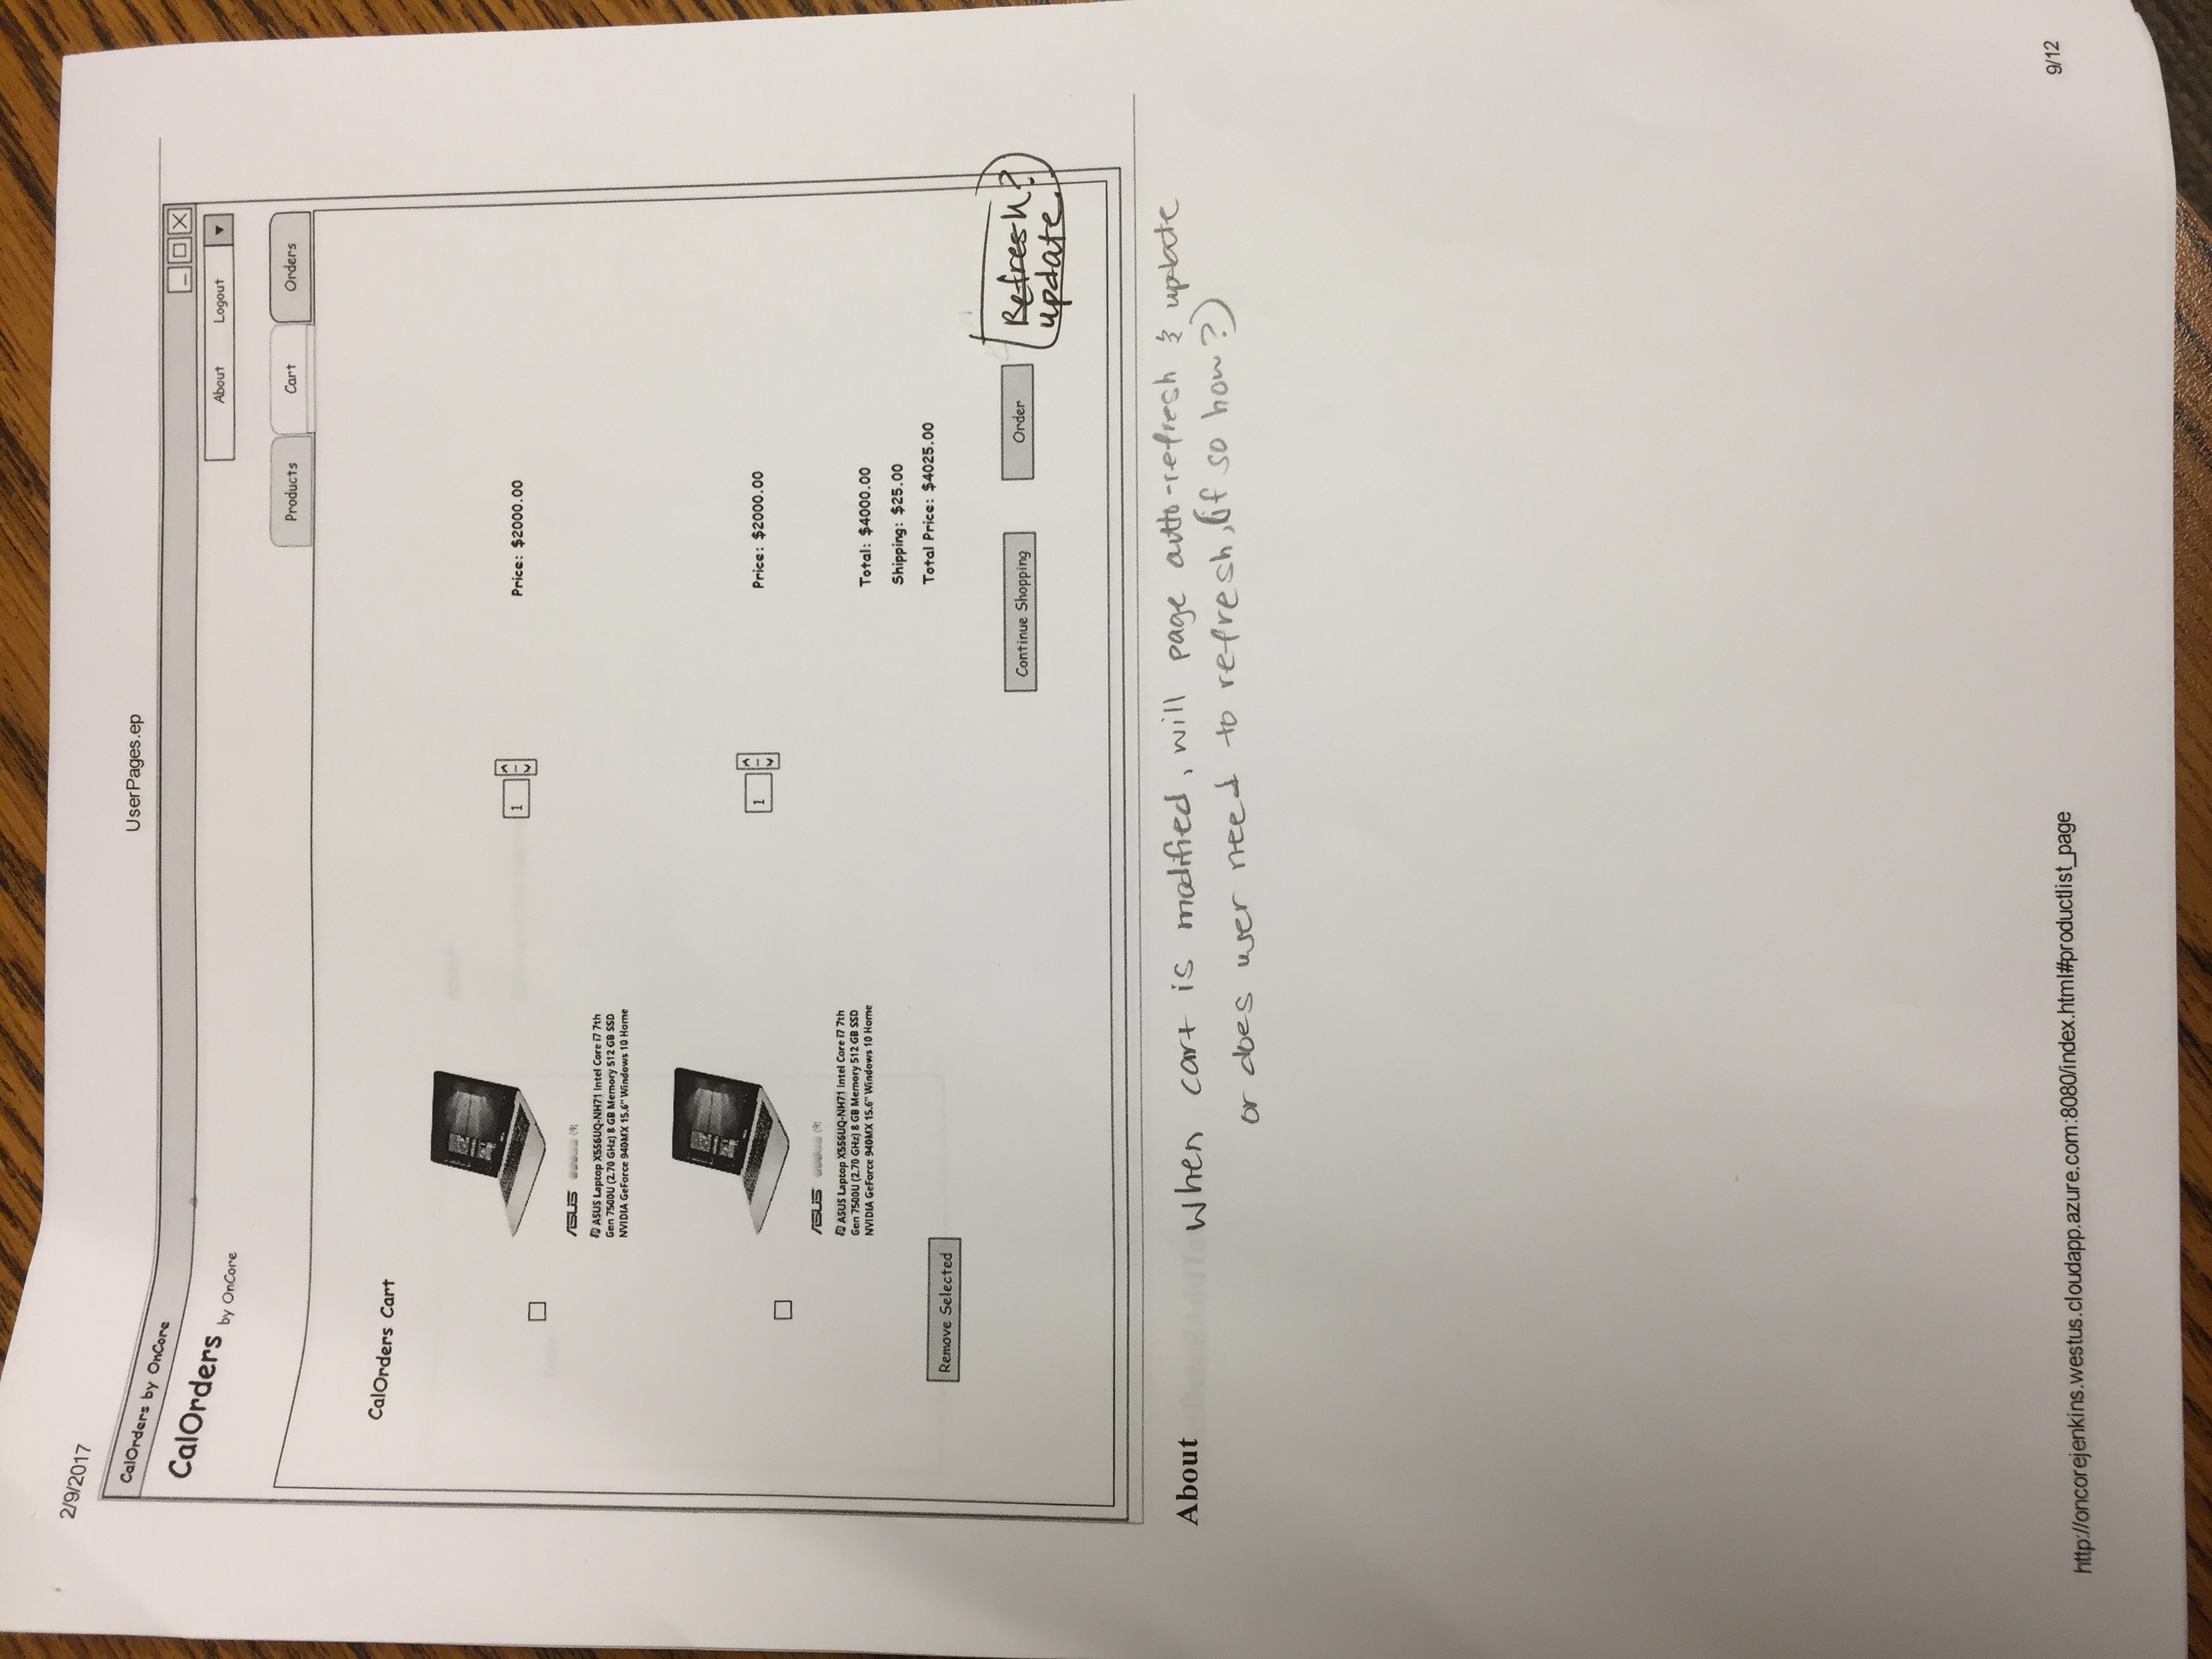 2/9/2017
UserPages.ep
CalOrders by OnCore
CalOrders by OnCore
About Logout
Products Cart Orders
CalOrders Cart
1
Price: $2000.00
ASUS (9)
ASUS Laptop X556UQ-NH71 Intel Core i7 7th
Gen 7500U (2.70 GHz) 8 GB Memory 512 GB SSD
NVIDIA GeForce 940MX 15.6" Windows 10 Home
1
Price: $2000.00
ASUS (9)
ASUS Laptop X556UQ-NH71 Intel Core i7 7th
Gen 7500U (2.70 GHz) 8 GB Memory 512 GB SSD
NVIDIA GeForce 940MX 15.6" Windows 10 Home
Total: $4000.00
Shipping: $25.00
Total Price: $4025.00
Remove Selected
Continue Shopping Order
Refresh?
update
About
When cart is modified, will page auto-refresh & update
or does user need to refresh, (if so how?)
http://oncorejenkins.westus.cloudapp.azure.com:8080/index.html#productlist_page
9/12